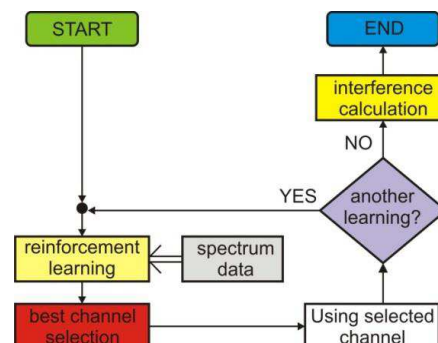 START
END
interference
calculation
NO
YES
another
learning?
reinforcement
learning
spectrum
data
best channel
selection
Using selected
channel